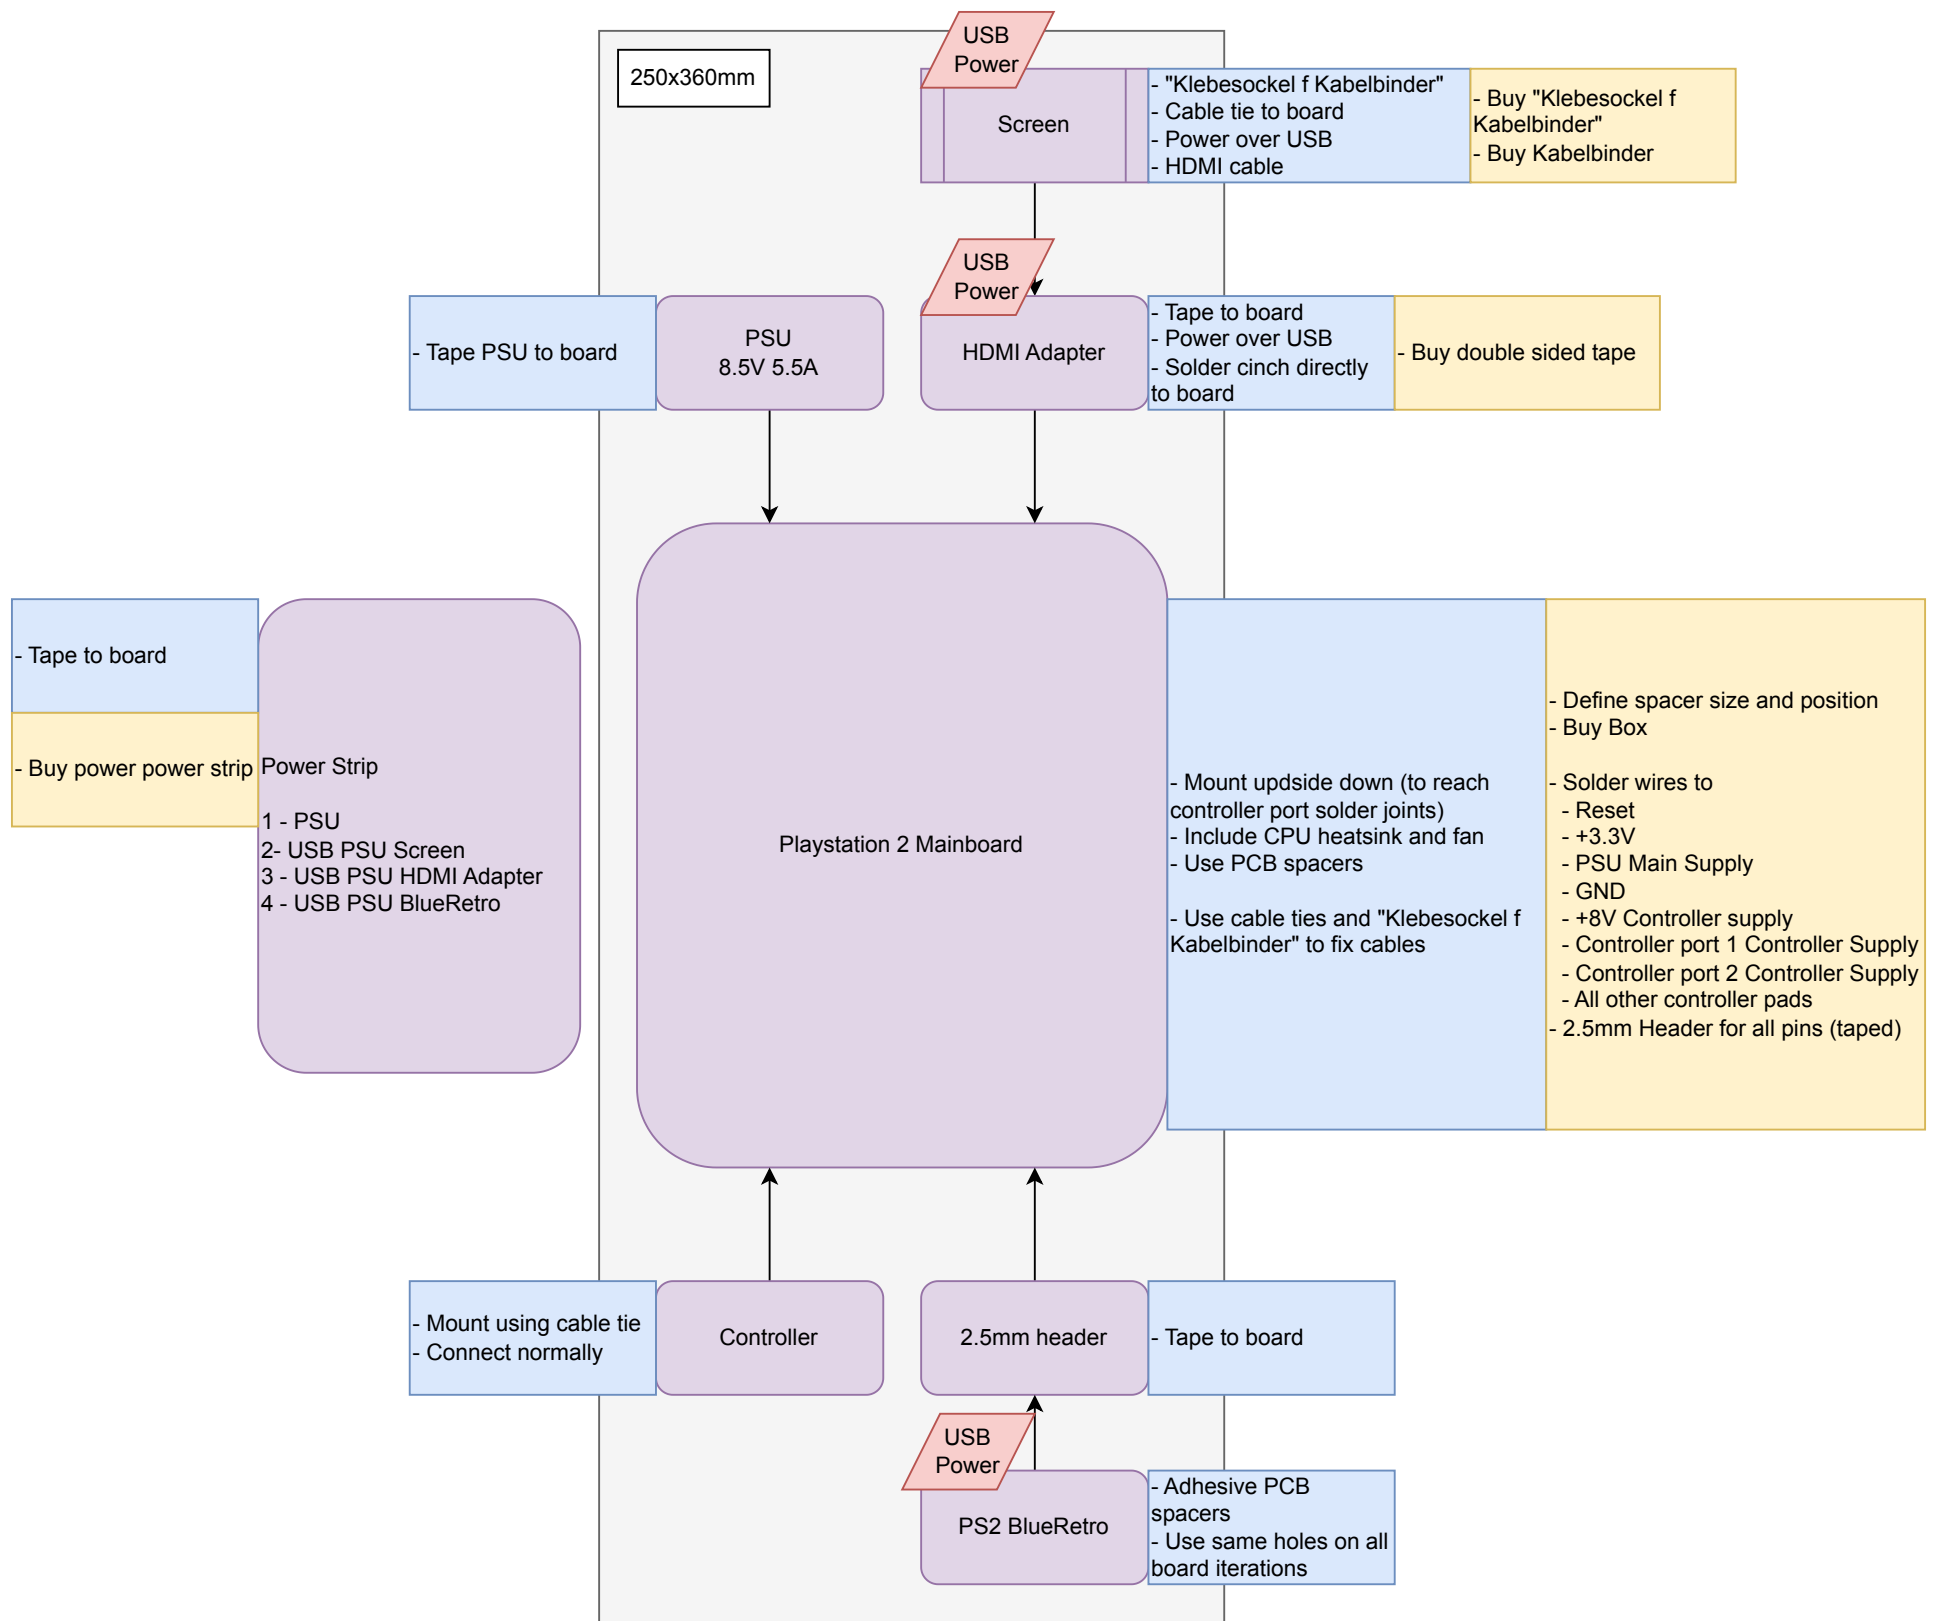 USB
Power
250x360mm
Screen
- "Klebesockel f Kabelbinder"
- Cable tie to board
- Power over USB
- HDMI cable
- Buy "Klebesockel f
Kabelbinder"
- Buy Kabelbinder
USB
Power
- Tape PSU to board
PSU
8.5V 5.5A
HDMI Adapter
- Tape to board
- Power over USB
- Solder cinch directly
to board
- Buy double sided tape
- Tape to board
- Buy power power strip
Power Strip
1 - PSU
2- USB PSU Screen
3 - USB PSU HDMI Adapter
4 - USB PSU BlueRetro
Playstation 2 Mainboard
- Mount updside down (to reach
controller port solder joints)
- Include CPU heatsink and fan
- Use PCB spacers
- Use cable ties and "Klebesockel f
Kabelbinder" to fix cables
- Define spacer size and position
- Buy Box
- Solder wires to
- Reset
- +3.3V
- PSU Main Supply
- GND
- +8V Controller supply
- Controller port 1 Controller Supply
- Controller port 2 Controller Supply
- All other controller pads
- 2.5mm Header for all pins (taped)
- Mount using cable tie
- Connect normally
Controller
2.5mm header
- Tape to board
USB
Power
PS2 BlueRetro
- Adhesive PCB
spacers
- Use same holes on all
board iterations